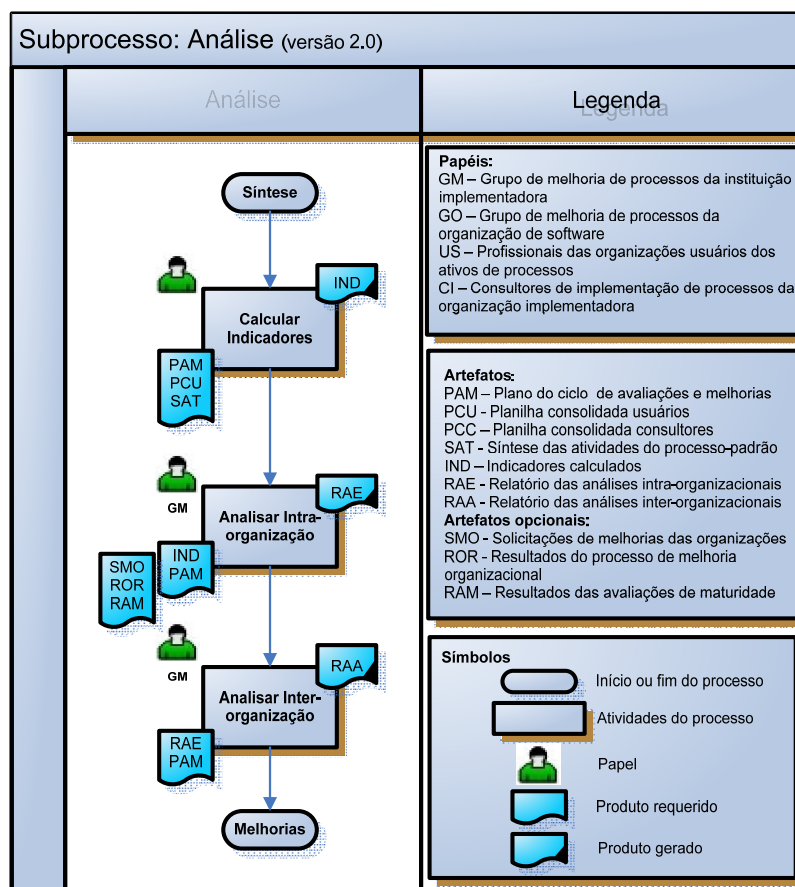 Subprocesso: Análise (versão 2.0)
Análise
Síntese
IND
Calcular
Indicadores
PAM
PCU
SAT
GM
RAE
Analisar Intra-
organização
IND
PAM
SMO
ROR
RAM
GM
RAA
Analisar Inter-
organização
RAE
PAM
Melhorias
Legenda
Legenda
Papéis:
GM – Grupo de melhoria de processos da instituição
implementadora
GO – Grupo de melhoria de processos da
organização de software
US – Profissionais das organizações usuários dos
ativos de processos
CI – Consultores de implementação de processos da
organização implementadora
Artefatos:
PAM – Plano do ciclo de avaliações e melhorias
PCU - Planilha consolidada usuários
PCC – Planilha consolidada consultores
SAT - Síntese das atividades do processo-padrão
IND – Indicadores calculados
RAE - Relatório das análises intra-organizacionais
RAA – Relatório das análises inter-organizacionais
Artefatos opcionais:
SMO - Solicitações de melhorias das organizações
ROR - Resultados do processo de melhoria
organizacional
RAM – Resultados das avaliações de maturidade
Símbolos
Início ou fim do processo
Atividades do processo
Papel
Produto requerido
Produto gerado